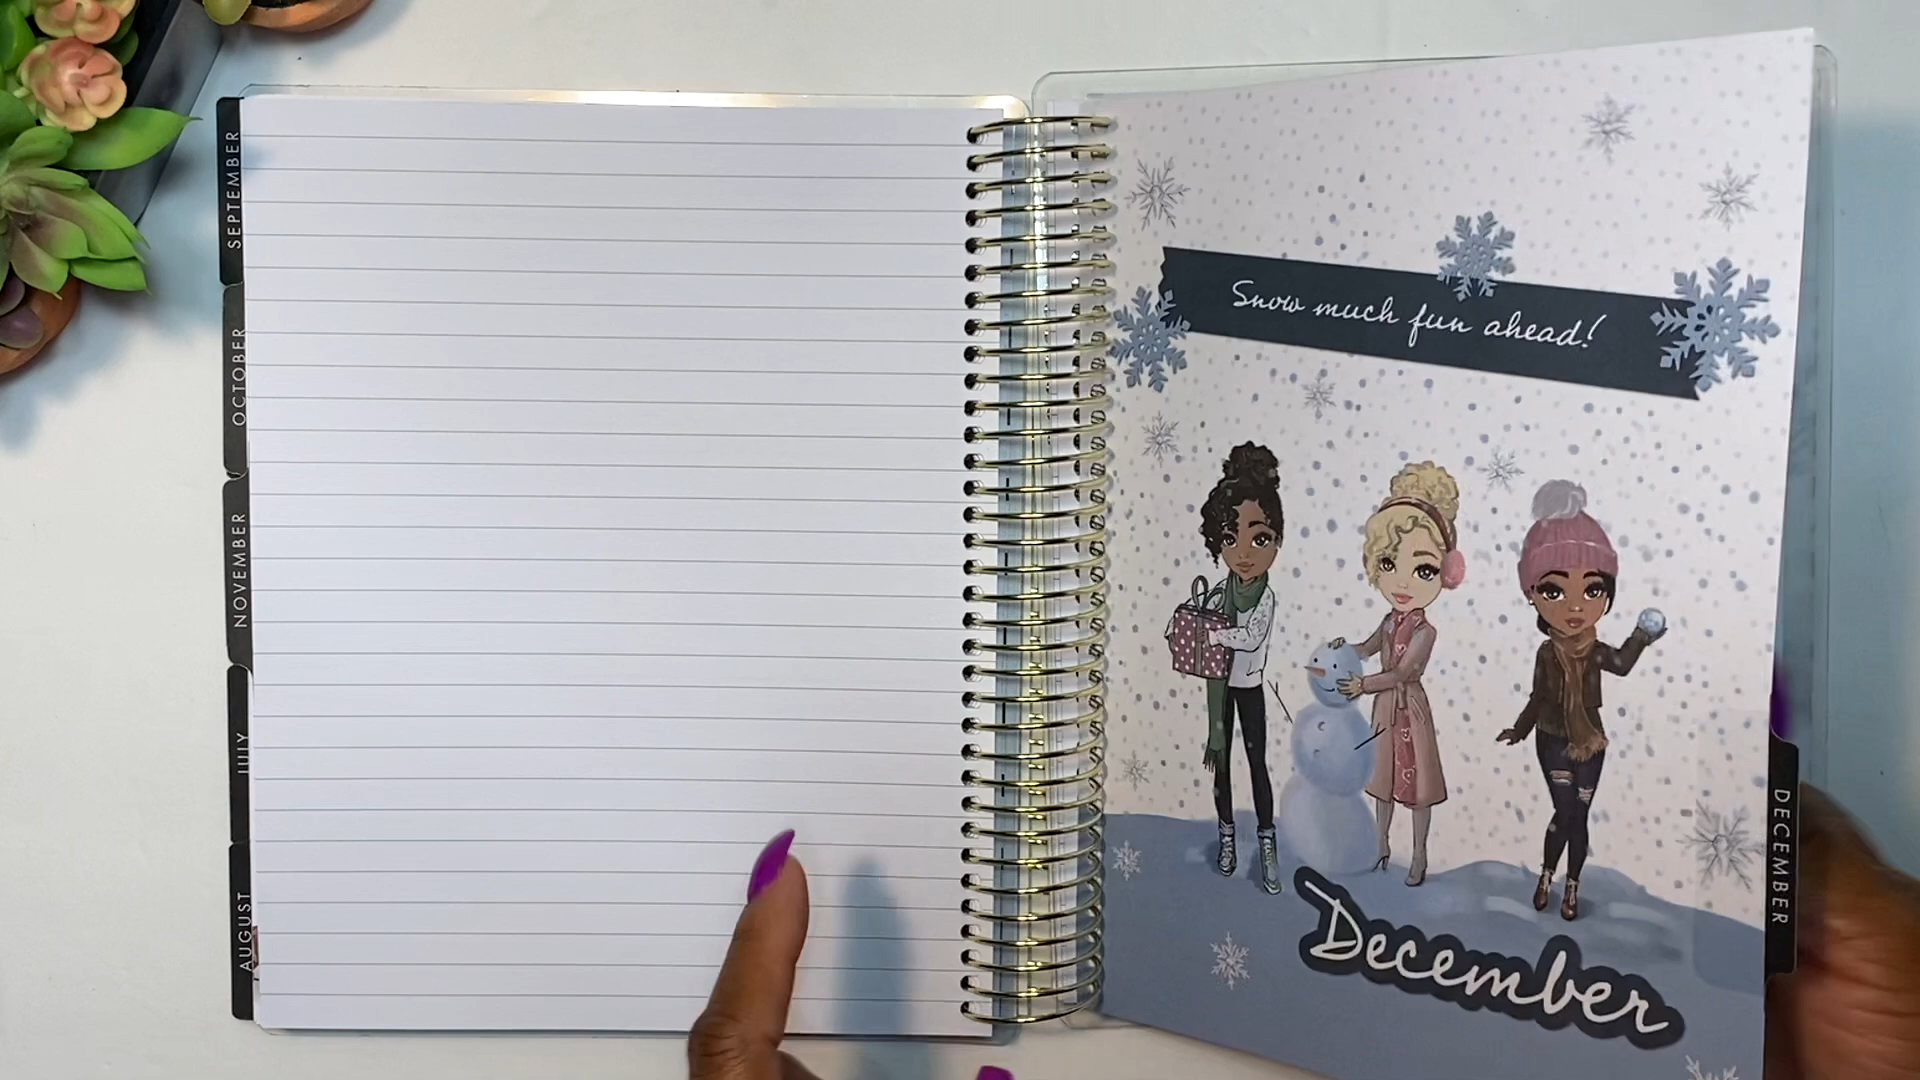 SEPTEMBER
OCTOBER
NOVEMBER
JULY
AUGUST
Snow much fun ahead!
December
DECEMBER